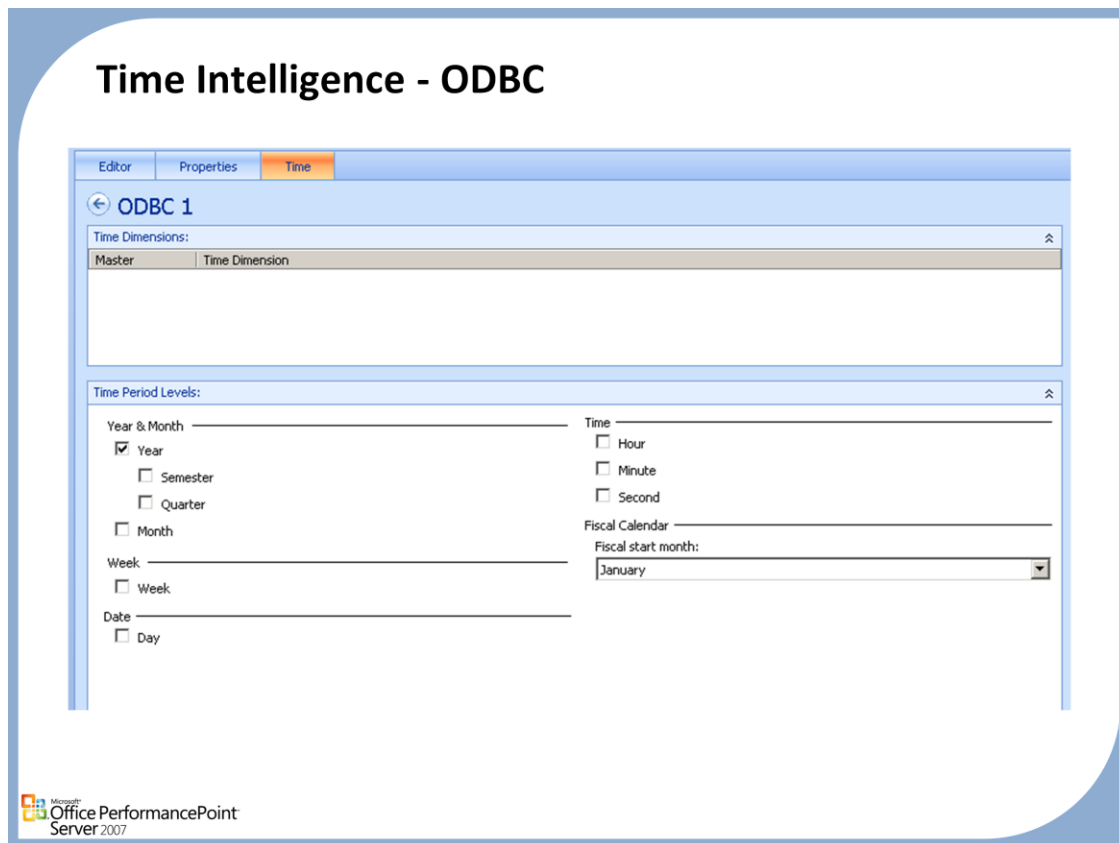 Time Intelligence - ODBC
Editor Properties Time
ODBC 1
Time Dimensions:
Master Time Dimension
Time Period Levels:
Year & Month
Year
Semester
Quarter
Month
Week
Week
Date
Day
Time
Hour
Minute
Second
Fiscal Calendar
Fiscal start month:
January
Microsoft
Office PerformancePoint
Server 2007